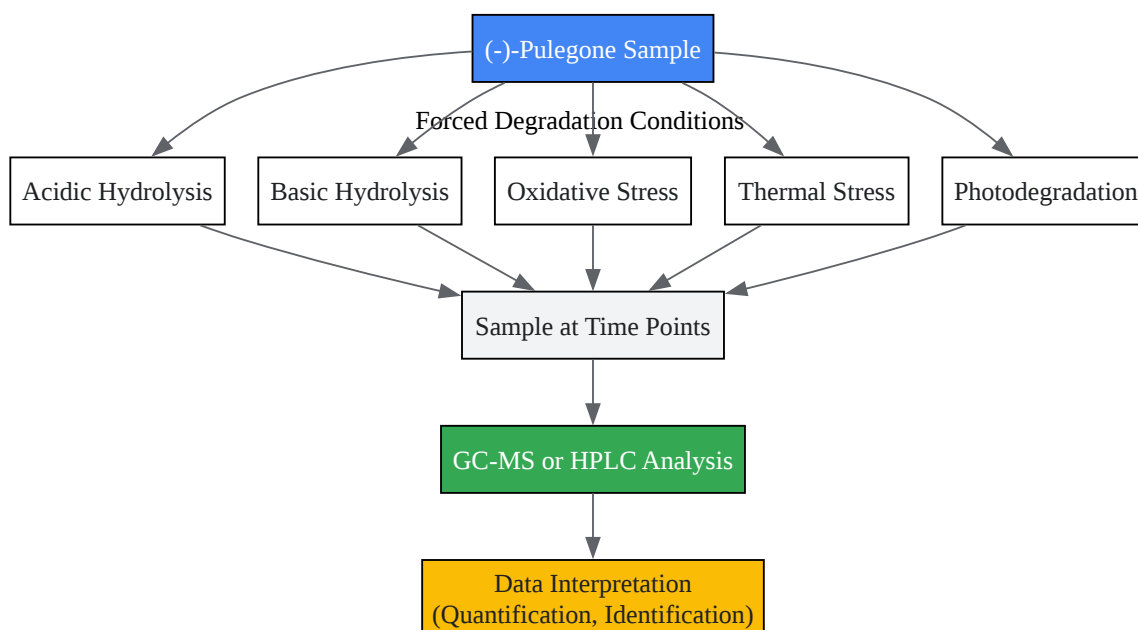 (-)-Pulegone Sample
Forced Degradation Conditions
Acidic Hydrolysis
Basic Hydrolysis
Oxidative Stress
Thermal Stress
Photodegradation
Sample at Time Points
GC-MS or HPLC Analysis
Data Interpretation
(Quantification, Identification)